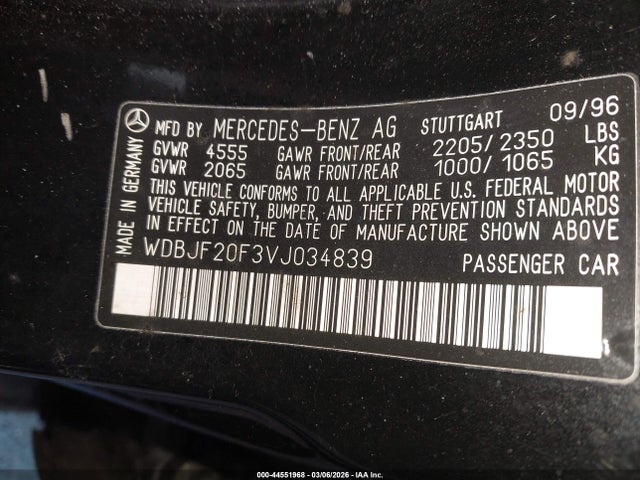 MADE IN GERMANY
MFD BY MERCEDES-BENZ AG STUTTGART 09/96
GVWR 4555 GAWR FRONT/REAR 2205/2350 LBS
GVWR 2065 GAWR FRONT/REAR 1000/1065 KG
THIS VEHICLE CONFORMS TO ALL APPLICABLE U.S. FEDERAL MOTOR
VEHICLE SAFETY, BUMPER, AND THEFT PREVENTION STANDARDS
IN EFFECT ON THE DATE OF MANUFACTURE SHOWN ABOVE
WDBJF20F3VJ034839 PASSENGER CAR
000-44551968 — 03/06/2026 — IAA Inc.